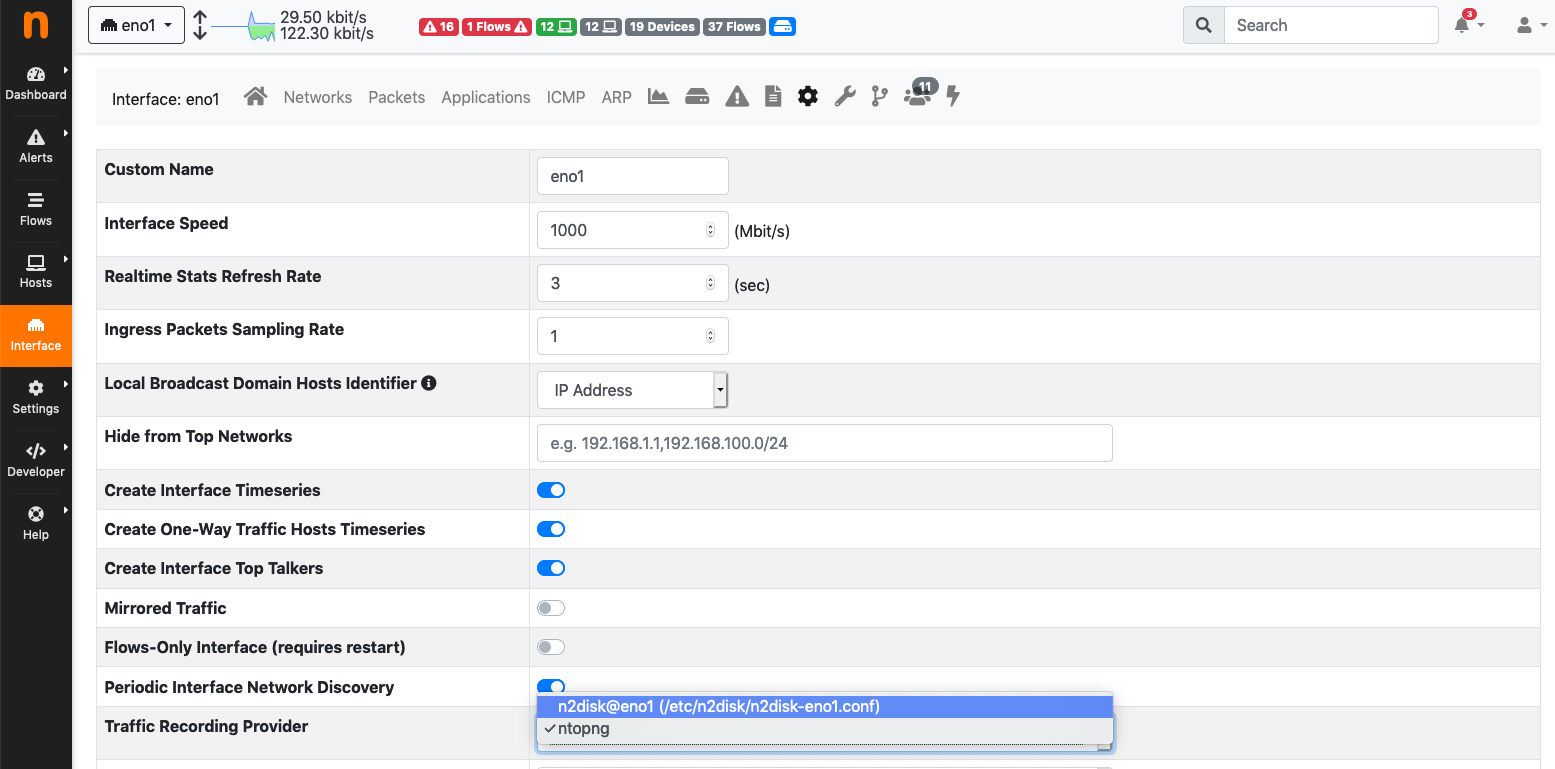 n
eno1
29.50 kbit/s
122.30 kbit/s
16
1 Flows
12
12
19 Devices
37 Flows
Search
3
Dashboard
Alerts
Flows
Hosts
Interface
Settings
Developer
Help
Interface: eno1
Networks
Packets
Applications
ICMP
ARP
11
Custom Name
eno1
Interface Speed
1000
(Mbit/s)
Realtime Stats Refresh Rate
3
(sec)
Ingress Packets Sampling Rate
1
Local Broadcast Domain Hosts Identifier
IP Address
Hide from Top Networks
e.g. 192.168.1.1,192.168.100.0/24
Create Interface Timeseries
Create One-Way Traffic Hosts Timeseries
Create Interface Top Talkers
Mirrored Traffic
Flows-Only Interface (requires restart)
Periodic Interface Network Discovery
Traffic Recording Provider
n2disk@eno1 (/etc/n2disk/n2disk-eno1.conf)
ntopng